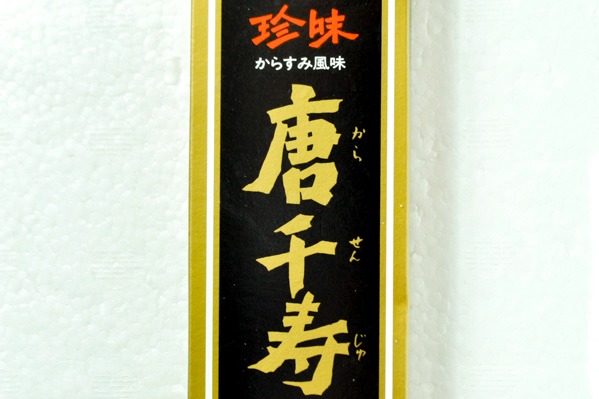 珍味
からすみ風味
唐千寿
からせんじゅ